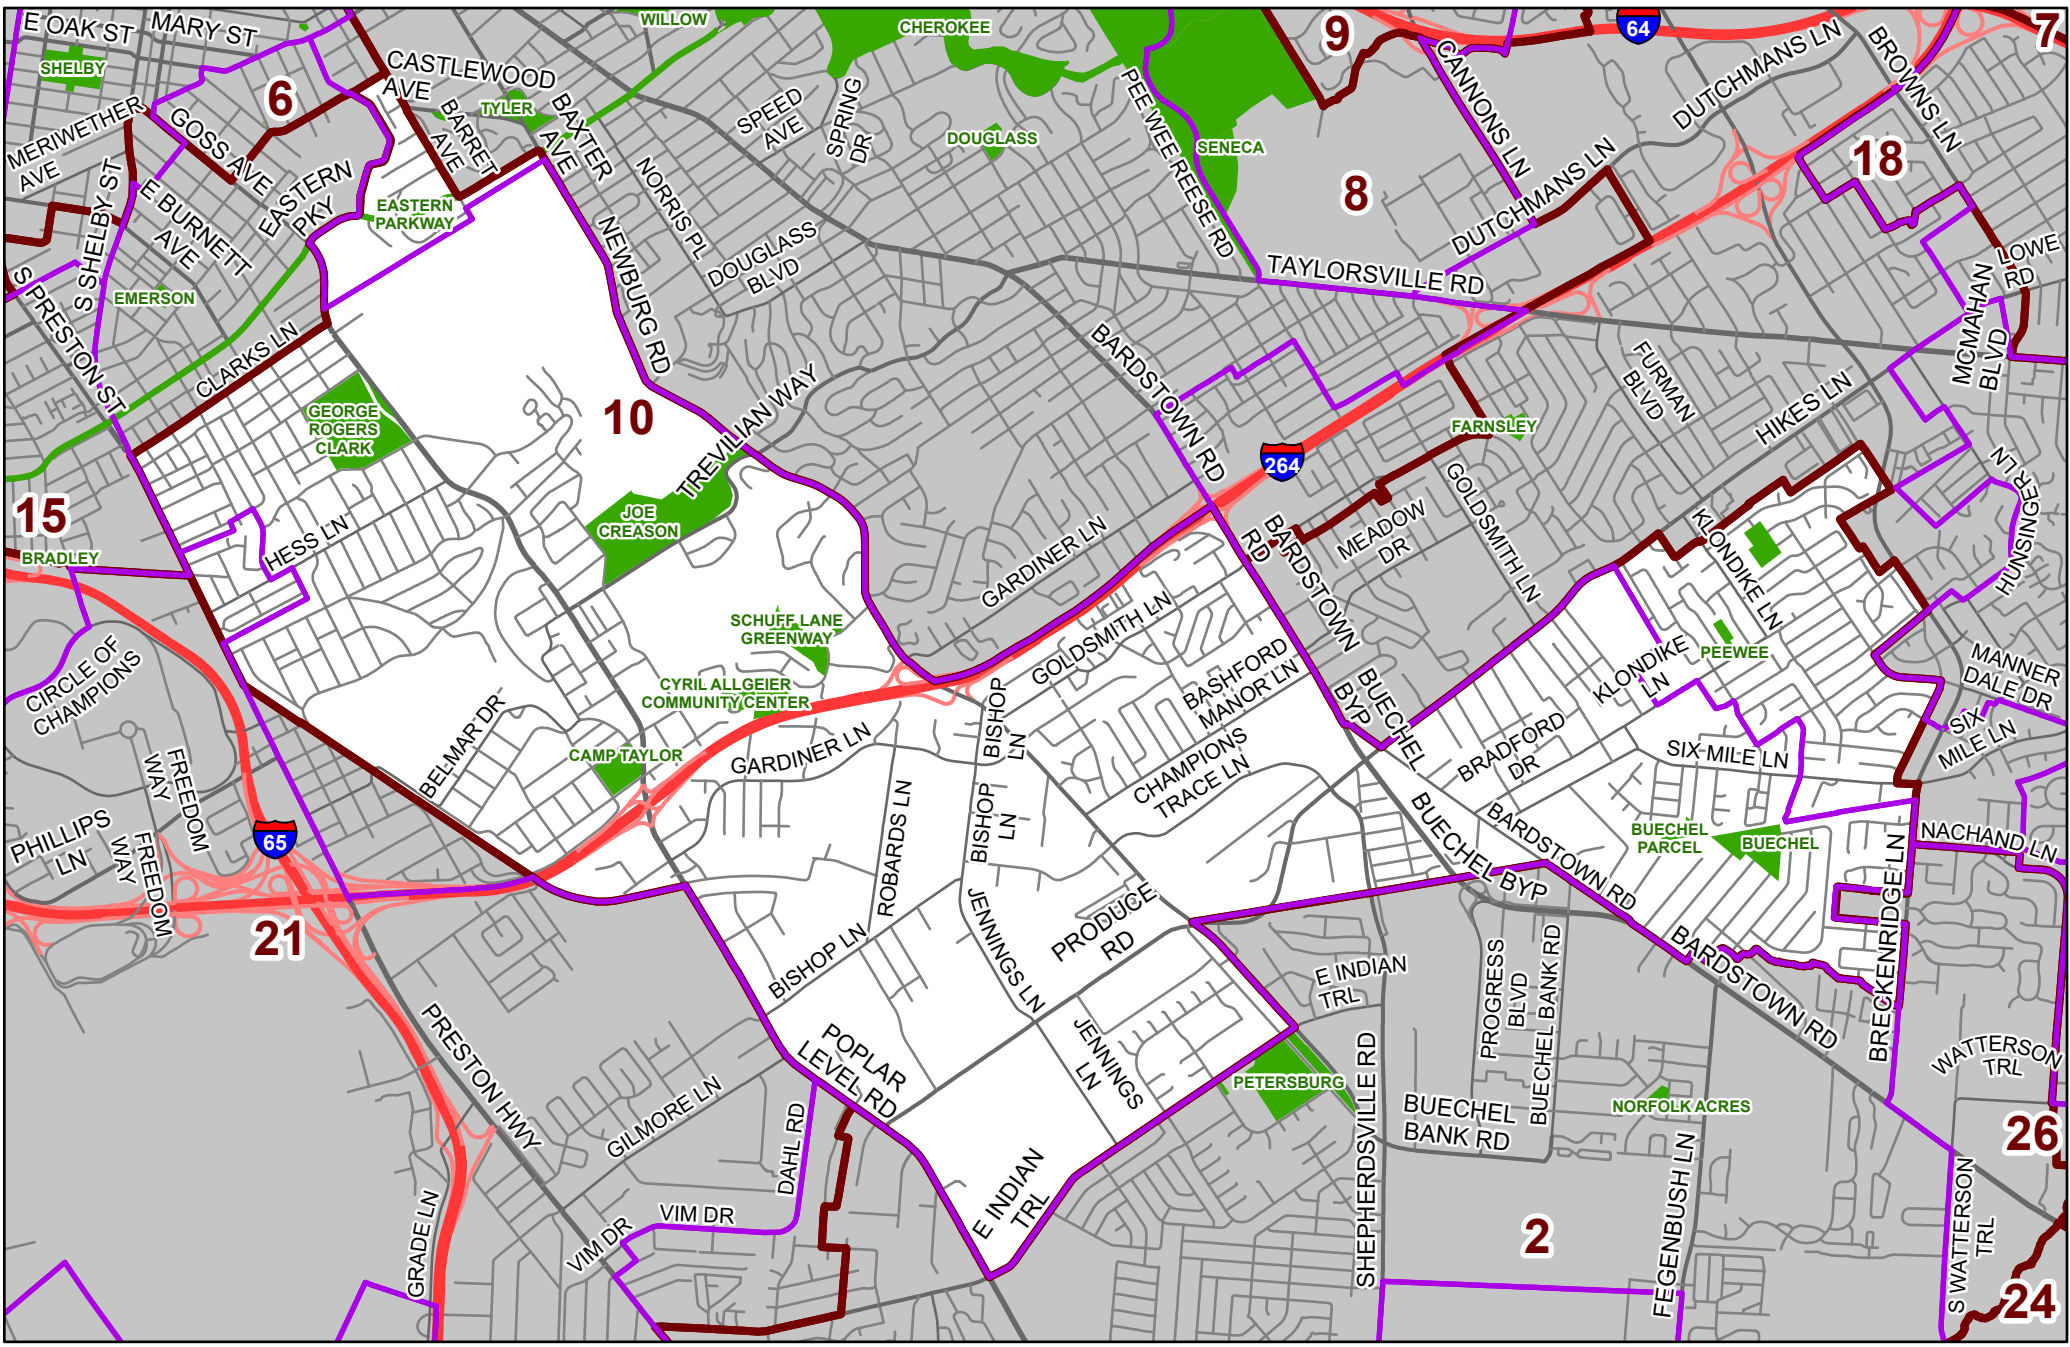 E OAK ST
MARY ST
WILLOW
CHEROKEE
9
64
7
SHELBY
6
CASTLEWOOD
AVE
TYLER
BARRET
AVE
BAXTER
AVE
SPEED
AVE
SPRING
DR
DOUGLASS
PEE WEE REESE RD
SENECA
CANNONS LN
DUTCHMANS LN
BROWNS LN
18
MERIWETHER
AVE
GOSS AVE
S SHELBY ST
E BURNETT
AVE
EASTERN
PKY
EASTERN
PARKWAY
NORRIS PL
DOUGLASS
BLVD
NEWBURG RD
8
DUTCHMANS LN
TAYLORSVILLE RD
LOWE
RD
MCMAHAN
BLVD
S PRESTON ST
EMERSON
CLARKS LN
GEORGE
ROGERS
CLARK
10
TREVILIAN WAY
BARDSTOWN RD
FURMAN
BLVD
HIKES LN
FARNSLEY
264
15
BRADLEY
HESS LN
JOE
CREASON
GARDINER LN
BARDSTOWN
RD
MEADOW
DR
GOLDSMITH LN
KLONDIKE LN
HUNSINGER LN
SCHUFF LANE
GREENWAY
GOLDSMITH LN
BASHFORD
MANOR LN
BUECHEL
BYP
KLONDIKE
LN
PEEWEE
MANNER
DALE DR
CIRCLE OF
CHAMPIONS
CYRIL ALLGEIER
COMMUNITY CENTER
BISHOP
LN
BELMAR DR
CAMP TAYLOR
GARDINER LN
CHAMPIONS
TRACE LN
BRADFORD
DR
SIX MILE LN
SIX
MILE LN
FREEDOM
WAY
PHILLIPS
LN
65
FREEDOM
WAY
ROBARDS LN
BISHOP
LN
BUECHEL BYP
BARDSTOWN RD
BUECHEL
PARCEL
BUECHEL
NACHAND LN
21
BISHOP LN
JENNINGS LN
PRODUCE
RD
E INDIAN
TRL
PROGRESS
BLVD
BUECHEL BANK RD
BARDSTOWN RD
BRECKENRIDGE LN
PRESTON HWY
POPLAR
LEVEL RD
JENNINGS
LN
PETERSBURG
SHEPHERDSVILLE RD
BUECHEL
BANK RD
NORFOLK ACRES
WATTERSON
TRL
GILMORE LN
DAHL RD
26
GRADE LN
VIM DR
VIM DR
E INDIAN
TRL
2
FEGENBUSH LN
S WATTERSON
TRL
24